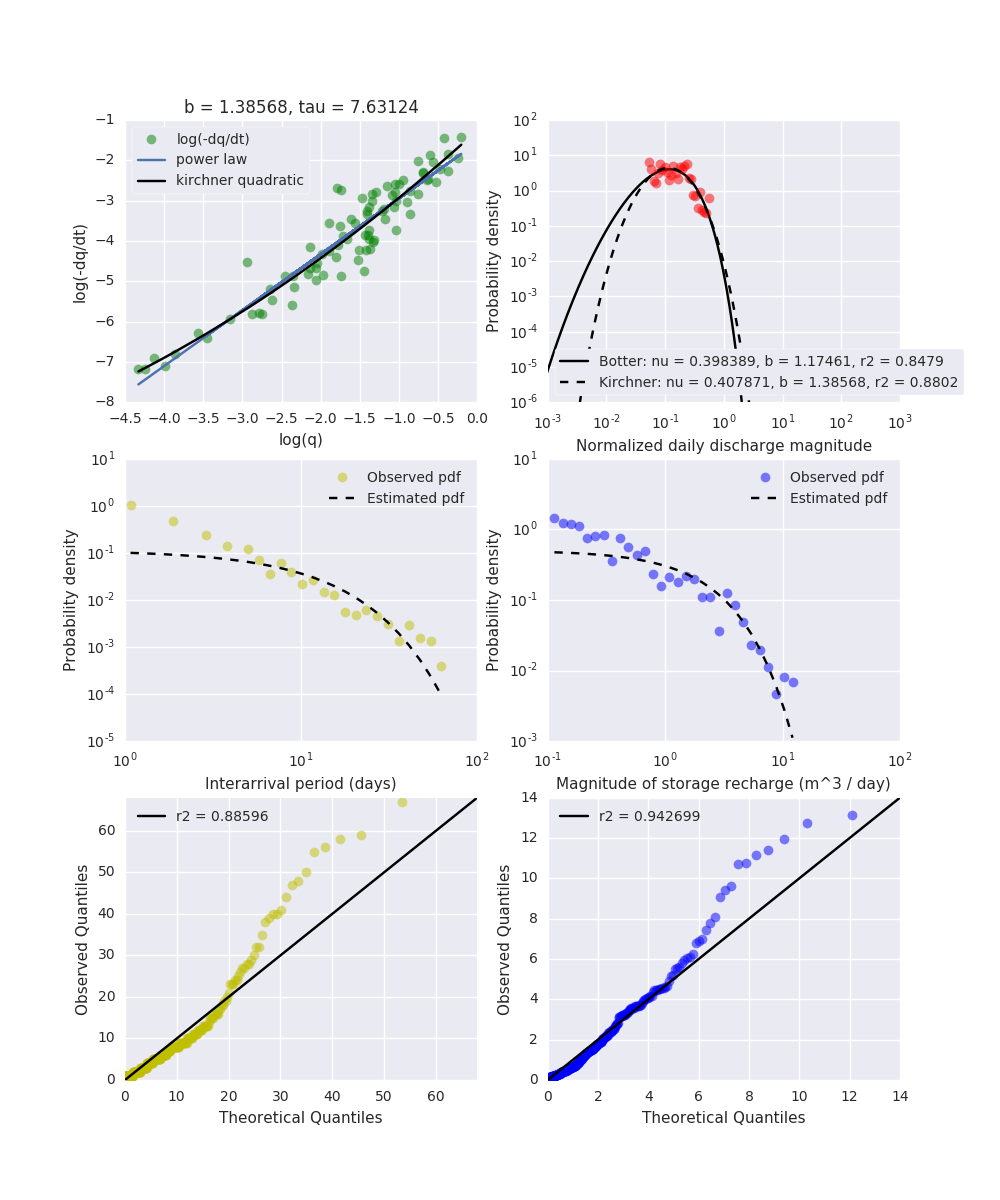 b = 1.38568, tau = 7.63124
log(-dq/dt)
power law
kirchner quadratic
−1
−2
−3
−4
−5
−6
−7
−8
log(-dq/dt)
−4.5 −4.0 −3.5 −3.0 −2.5 −2.0 −1.5 −1.0 −0.5 0.0
log(q)
10^2
10^1
10^0
10^-1
10^-2
10^-3
10^-4
10^-5
10^-6
Probability density
Botter: nu = 0.398389, b = 1.17461, r2 = 0.8479
Kirchner: nu = 0.407871, b = 1.38568, r2 = 0.8802
10^-3 10^-2 10^-1 10^0 10^1 10^2 10^3
Normalized daily discharge magnitude
10^1
10^0
10^-1
10^-2
10^-3
10^-4
10^-5
Probability density
Observed pdf
Estimated pdf
10^0 10^1 10^2
Interarrival period (days)
10^1
10^0
10^-1
10^-2
10^-3
Probability density
Observed pdf
Estimated pdf
10^-1 10^0 10^1 10^2
Magnitude of storage recharge (m^3 / day)
r2 = 0.88596
60
50
40
30
20
10
0
Observed Quantiles
0 10 20 30 40 50 60
Theoretical Quantiles
r2 = 0.942699
14
12
10
8
6
4
2
0
Observed Quantiles
0 2 4 6 8 10 12 14
Theoretical Quantiles